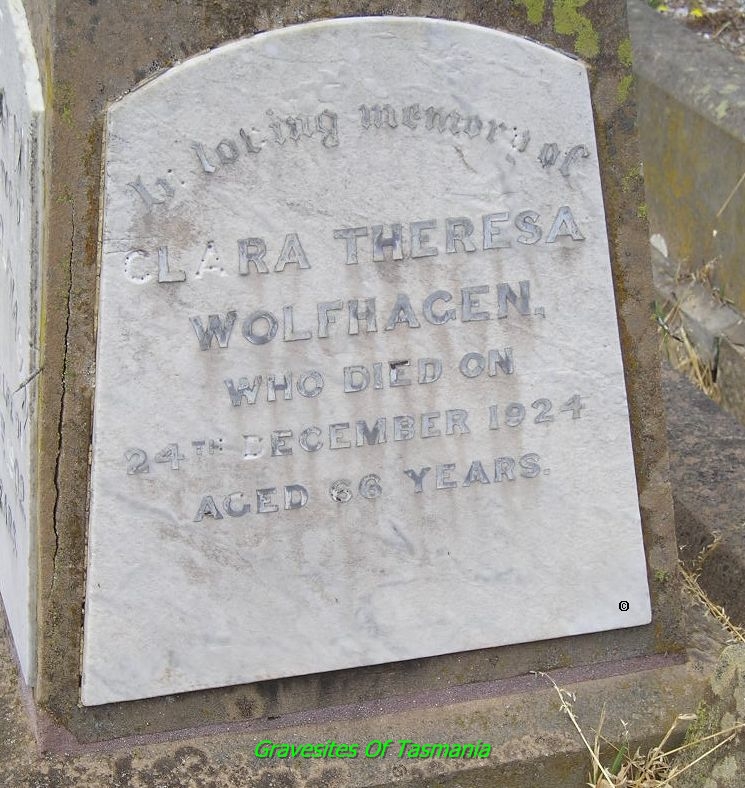 In loving memory of
CLARA THERESA
WOLFHAGEN,
WHO DIED ON
24TH DECEMBER 1924
AGED 66 YEARS.
©
Gravesites Of Tasmania